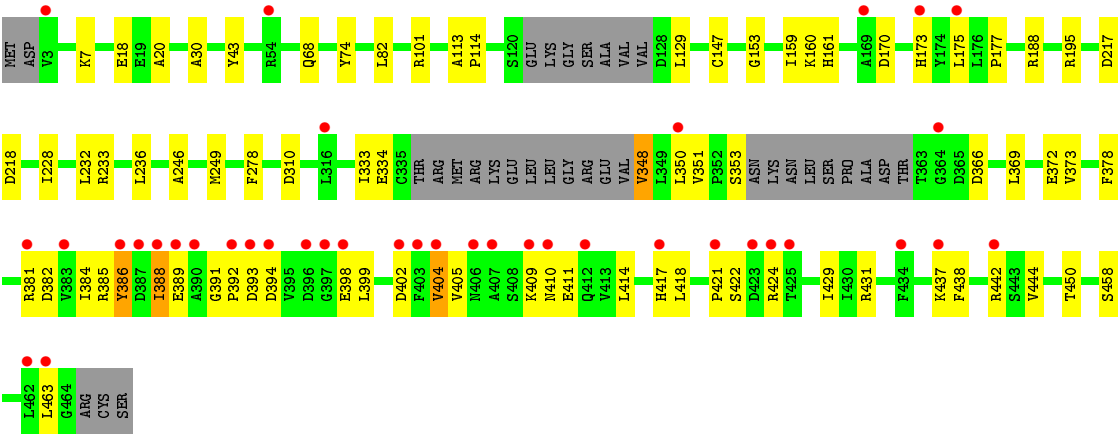 MET ASP V3 K7 E18 E19 A20 A30 Y43 R54 Q68 Y74 L82 R101 A113 P114 S120 GLU LYS GLY SER ALA VAL VAL D128 L129 C147 G153 I159 K160 H161 A169 D170 H173 Y174 L175 L176 P177 R188 R195 D217
D218 I228 L232 R233 L236 A246 M249 F278 D310 L316 I333 E334 C335 THR ARG MET ARG LYS GLU LEU LEU GLY ARG GLU VAL V348 L349 L350 V351 P352 S353 ASN LYS ASN LEU SER PRO ALA ASP THR T363 G364 D365 D366 L369 E372 V373 F378
R381 D382 V383 I384 R385 Y386 D387 I388 E389 A390 G391 P392 D393 D394 V395 D396 G397 E398 L399 D402 F403 V404 V405 N406 A407 S408 K409 N410 E411 Q412 V413 L414 H417 L418 P421 S422 D423 R424 T425 I429 I430 R431 F434 K437 F438 R442 S443 V444 T450 S458
L462 L463 G464 ARG CYS SER